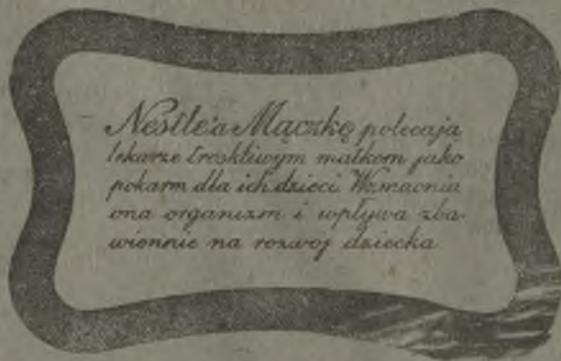 Nestle'a Mączkę polecają
lekarze troskliwym matkom jako
pokarm dla ich dzieci Wzmacnia
ona organizm i wpływa zba-
wiennie na rozwoj dziecka